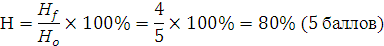 Н = H_f/H_o × 100% = 4/5 × 100% = 80% (5 баллов)